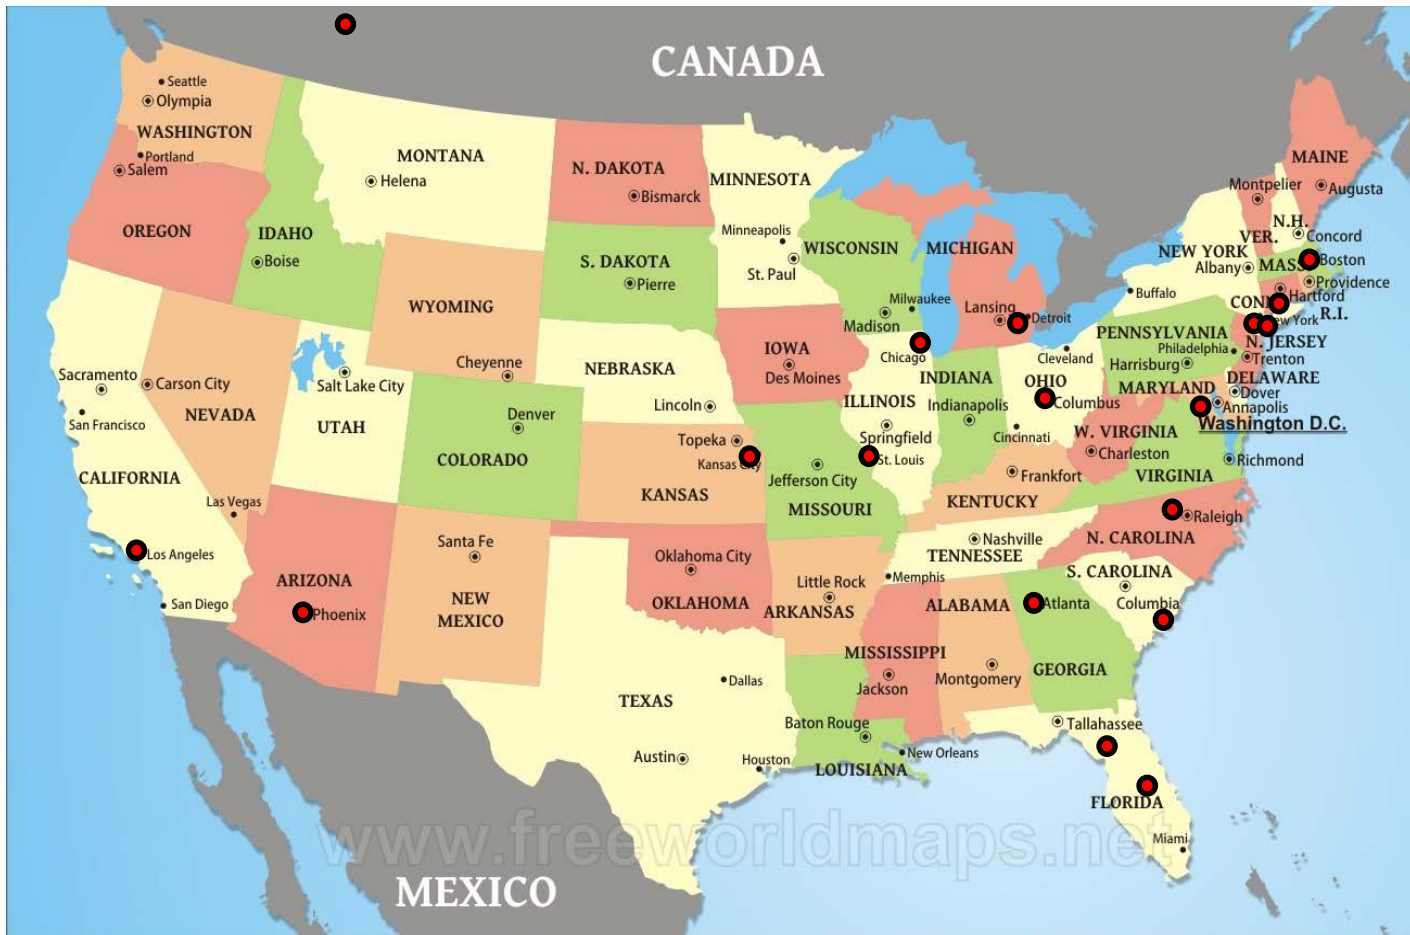 CANADA
Seattle
Olympia
WASHINGTON
Portland
Salem
OREGON
IDAHO
Boise
MONTANA
Helena
N. DAKOTA
Bismarck
MINNESOTA
Minneapolis
St. Paul
S. DAKOTA
Pierre
WYOMING
Cheyenne
WISCONSIN
Milwaukee
Madison
MICHIGAN
Lansing
Detroit
MAINE
Augusta
Montpelier
N.H.
VER.
Concord
NEW YORK
Albany
MASS
Boston
Buffalo
Providence
Hartford
CONN
R.I.
New York
PENNSYLVANIA
Philadelphia
Harrisburg
N. JERSEY
Trenton
IOWA
Des Moines
NEBRASKA
Lincoln
Chicago
ILLINOIS
Springfield
INDIANA
Indianapolis
Cleveland
OHIO
Columbus
Cincinnati
MARYLAND
DELAWARE
Dover
Annapolis
Washington D.C.
W. VIRGINIA
Charleston
Richmond
VIRGINIA
Sacramento
San Francisco
Carson City
NEVADA
CALIFORNIA
Las Vegas
Los Angeles
San Diego
Salt Lake City
UTAH
Denver
COLORADO
Topeka
Kansas City
KANSAS
St. Louis
Jefferson City
MISSOURI
Frankfort
KENTUCKY
Nashville
TENNESSEE
Memphis
Raleigh
N. CAROLINA
S. CAROLINA
Columbia
ARIZONA
Phoenix
Santa Fe
NEW
MEXICO
Oklahoma City
OKLAHOMA
Little Rock
ARKANSAS
ALABAMA
Montgomery
Atlanta
GEORGIA
MISSISSIPPI
Jackson
TEXAS
Dallas
Austin
Houston
Baton Rouge
LOUISIANA
New Orleans
Tallahassee
FLORIDA
Miami
www.freeworldmaps.net
MEXICO